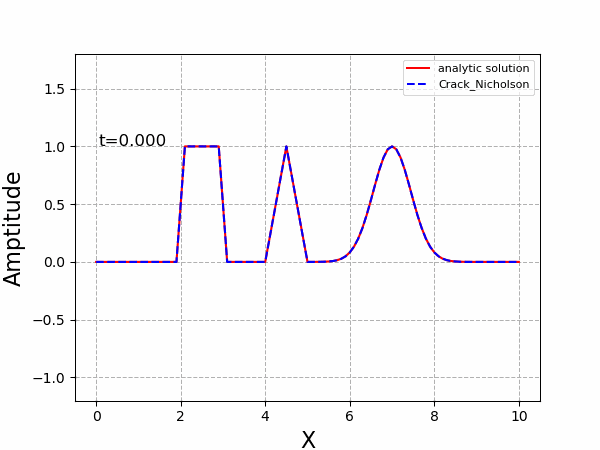 analytic solution
Crack_Nicholson
t=0.000
1.5
1.0
0.5
0.0
−0.5
−1.0
Amptitude
0 2 4 6 8 10
X